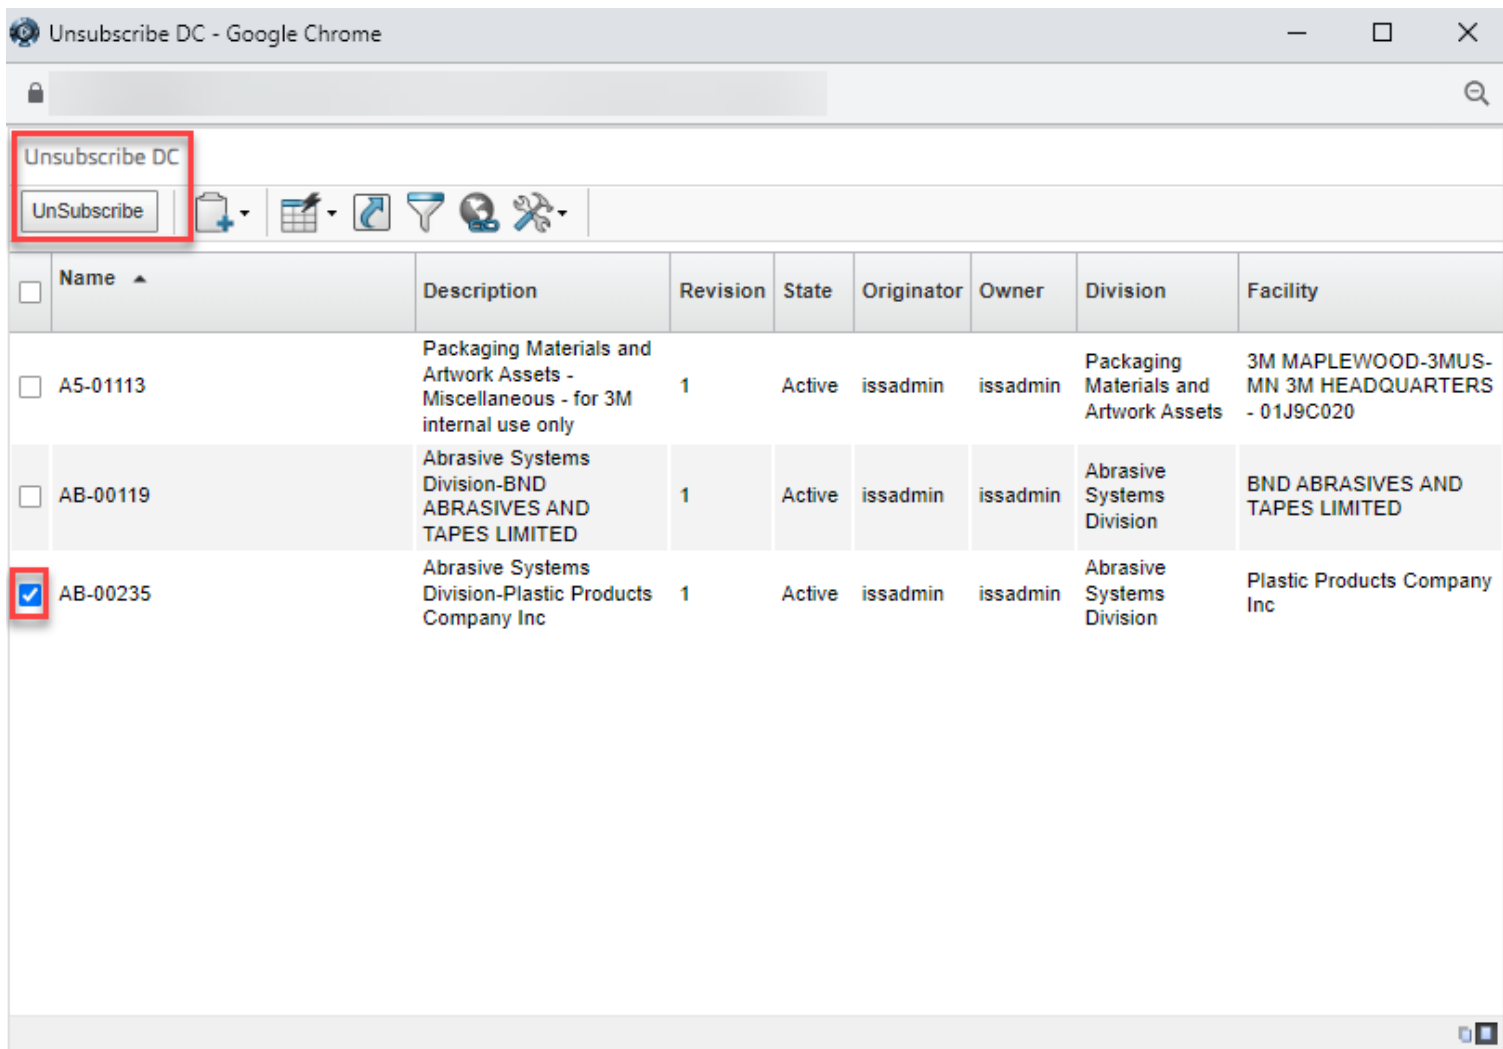 Unsubscribe DC - Google Chrome
Unsubscribe DC
UnSubscribe
Name
Description
Revision
State
Originator
Owner
Division
Facility
A5-01113
Packaging Materials and
Artwork Assets -
Miscellaneous - for 3M
internal use only
1
Active
issadmin
issadmin
Packaging
Materials and
Artwork Assets
3M MAPLEWOOD-3MUS-
MN 3M HEADQUARTERS
- 01J9C020
AB-00119
Abrasive Systems
Division-BND
ABRASIVES AND
TAPES LIMITED
1
Active
issadmin
issadmin
Abrasive
Systems
Division
BND ABRASIVES AND
TAPES LIMITED
AB-00235
Abrasive Systems
Division-Plastic Products
Company Inc
1
Active
issadmin
issadmin
Abrasive
Systems
Division
Plastic Products Company
Inc